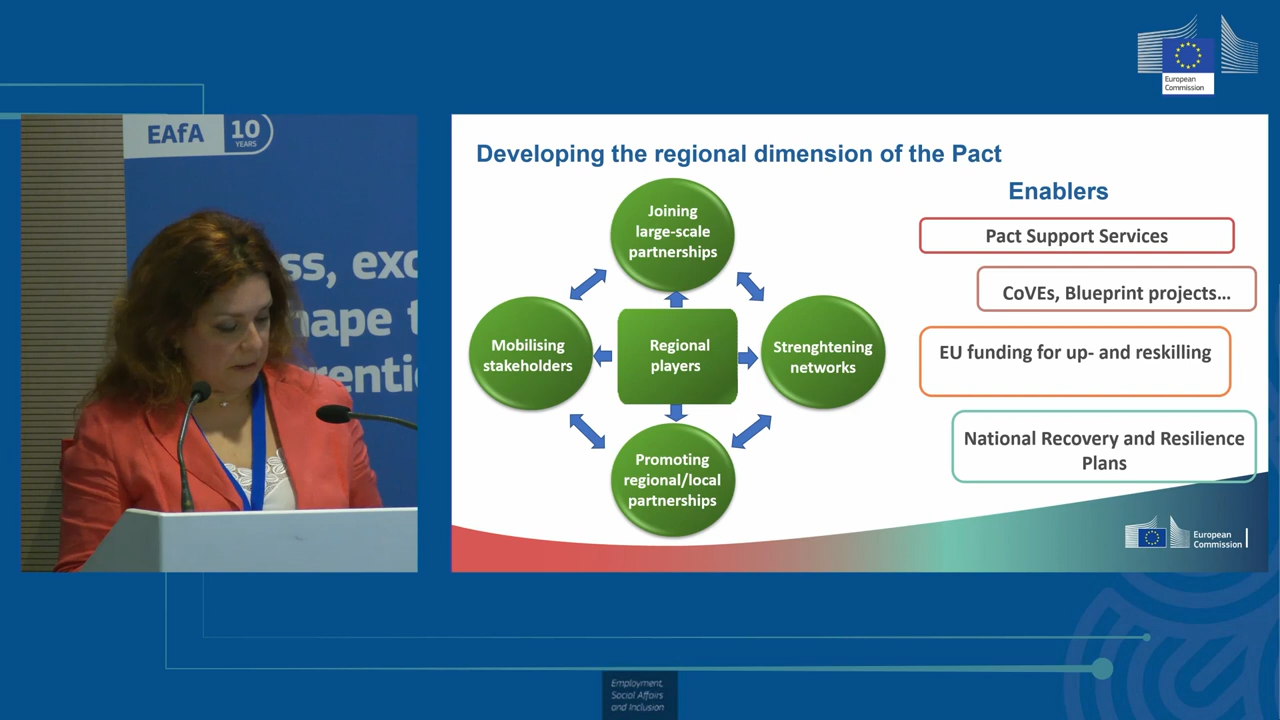 European
Commission
EAfA
10
YEARS
ss, exc
hape t
renti
Developing the regional dimension of the Pact
Joining
large-scale
partnerships
Mobilising
stakeholders
Regional
players
Strenghtening
networks
Promoting
regional/local
partnerships
Enablers
Pact Support Services
CoVEs, Blueprint projects...
EU funding for up- and reskilling
National Recovery and Resilience
Plans
European
Commission
Employment,
Social Affairs
and Inclusion